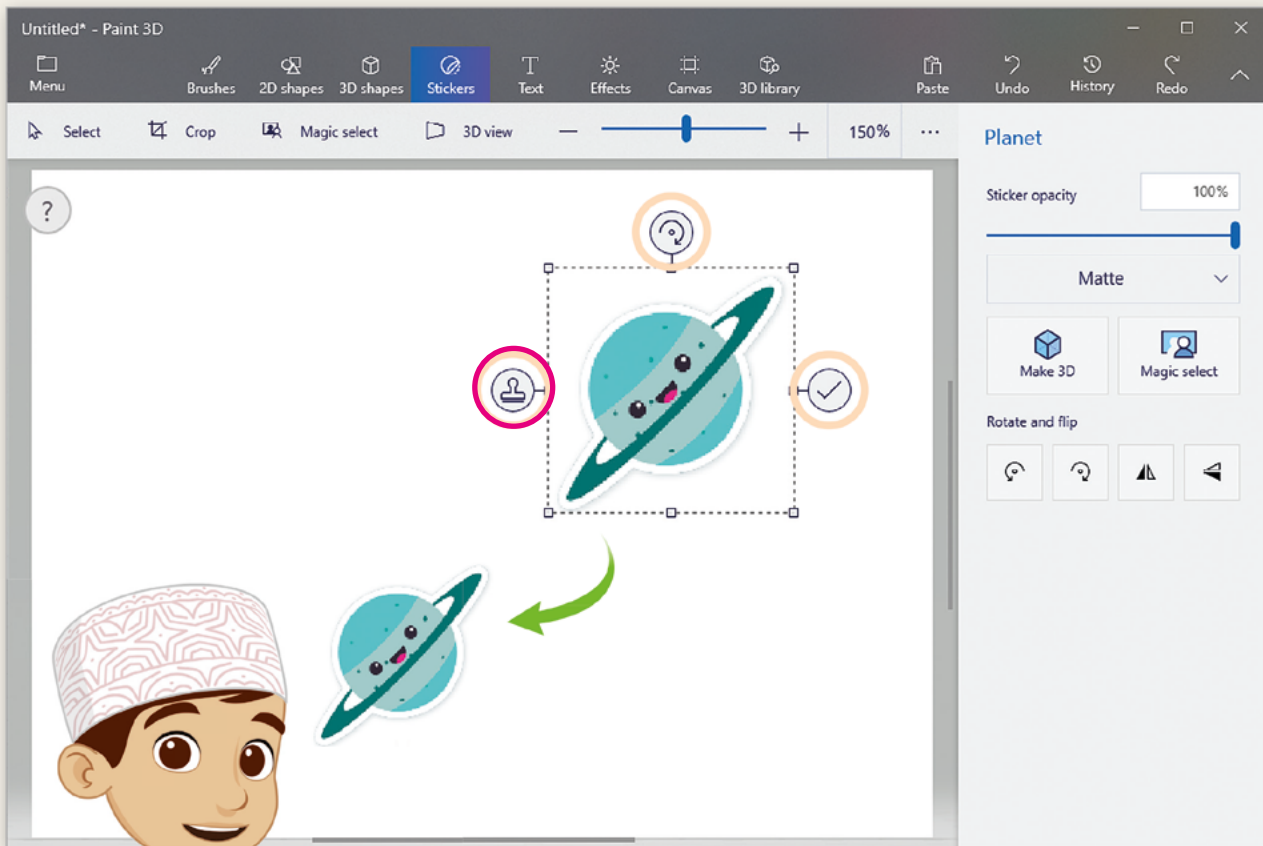 Untitled* - Paint 3D
Menu Brushes 2D shapes 3D shapes Stickers Text Effects Canvas 3D library Paste Undo History Redo
Select Crop Magic select 3D view 150% ...
Planet
Sticker opacity 100%
Matte
Make 3D Magic select
Rotate and flip
?